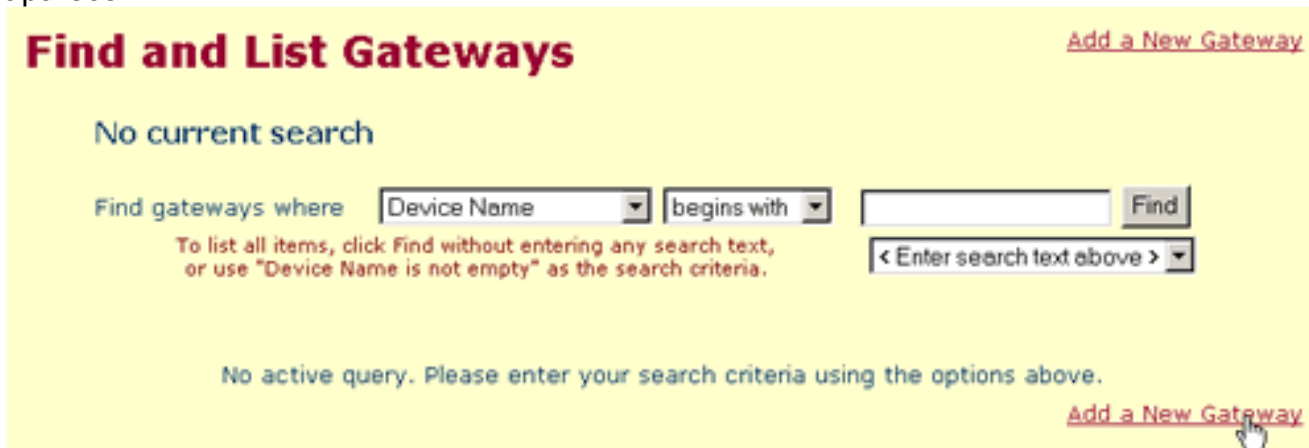 Find and List Gateways
Add a New Gateway
No current search
Find gateways where Device Name begins with Find
To list all items, click Find without entering any search text,
or use "Device Name is not empty" as the search criteria.
< Enter search text above >
No active query. Please enter your search criteria using the options above.
Add a New Gateway